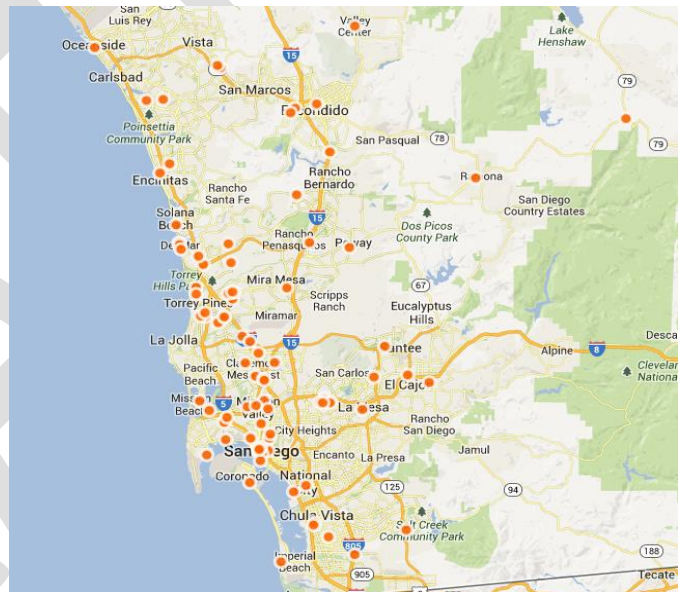 San
Luis Rey
Valley
Center
Lake
Henshaw
Oceanside
Vista
15
79
Carlsbad
San Marcos
Escondido
Poinsettia
Community Park
San Pasqual
78
79
Encinitas
Rancho
Santa Fe
Rancho
Bernardo
Ramona
San Diego
Country Estates
Solana
Beach
15
Dos Picos
County Park
Del Mar
Rancho
Penasquitos
Poway
Torrey
Hills Park
Mira Mesa
67
Torrey Pines
Scripps
Ranch
Eucalyptus
Hills
Miramar
La Jolla
15
Santee
8
Desca
Alpine
Pacific
Beach
Clairemont
Mesa West
San Carlos
El Cajon
Cleveland
National
Mission
Beach
5
Mission
Valley
La Mesa
City Heights
Rancho
San Diego
San Diego
Encanto
La Presa
Jamul
Coronado
National
City
125
94
Chula Vista
Salt Creek
Community Park
805
188
Imperial
Beach
905
Tecate